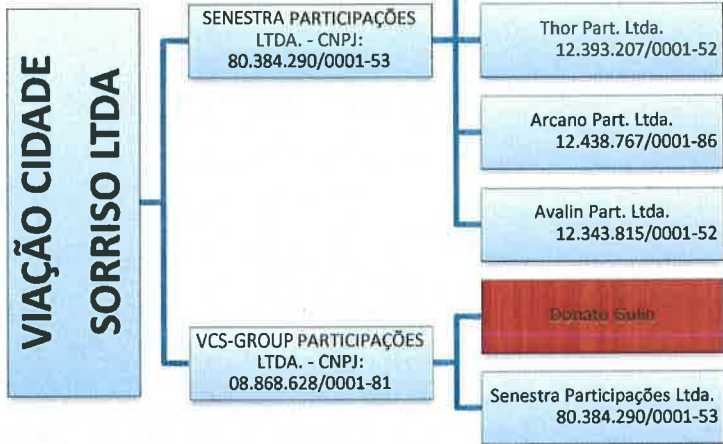 VIAÇÃO CIDADE
SORRISO LTDA
SENESTRA PARTICIPAÇÕES
LTDA. - CNPJ:
80.384.290/0001-53
Thor Part. Ltda.
12.393.207/0001-52
Arcano Part. Ltda.
12.438.767/0001-86
Avalin Part. Ltda.
12.343.815/0001-52
VCS-GROUP PARTICIPAÇÕES
LTDA. - CNPJ:
08.868.628/0001-81
Donato Gulin
Senestra Participações Ltda.
80.384.290/0001-53